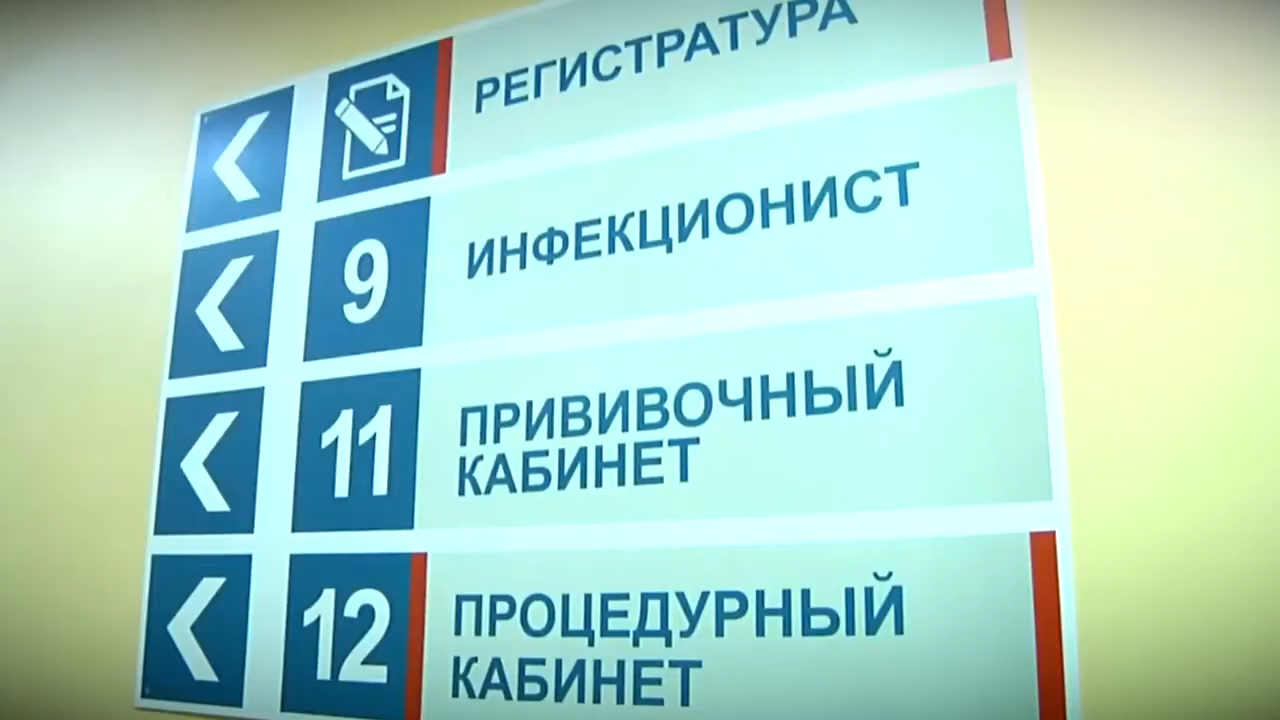 РЕГИСТРАТУРА
9 ИНФЕКЦИОНИСТ
11 ПРИВИВОЧНЫЙ
КАБИНЕТ
12 ПРОЦЕДУРНЫЙ
КАБИНЕТ